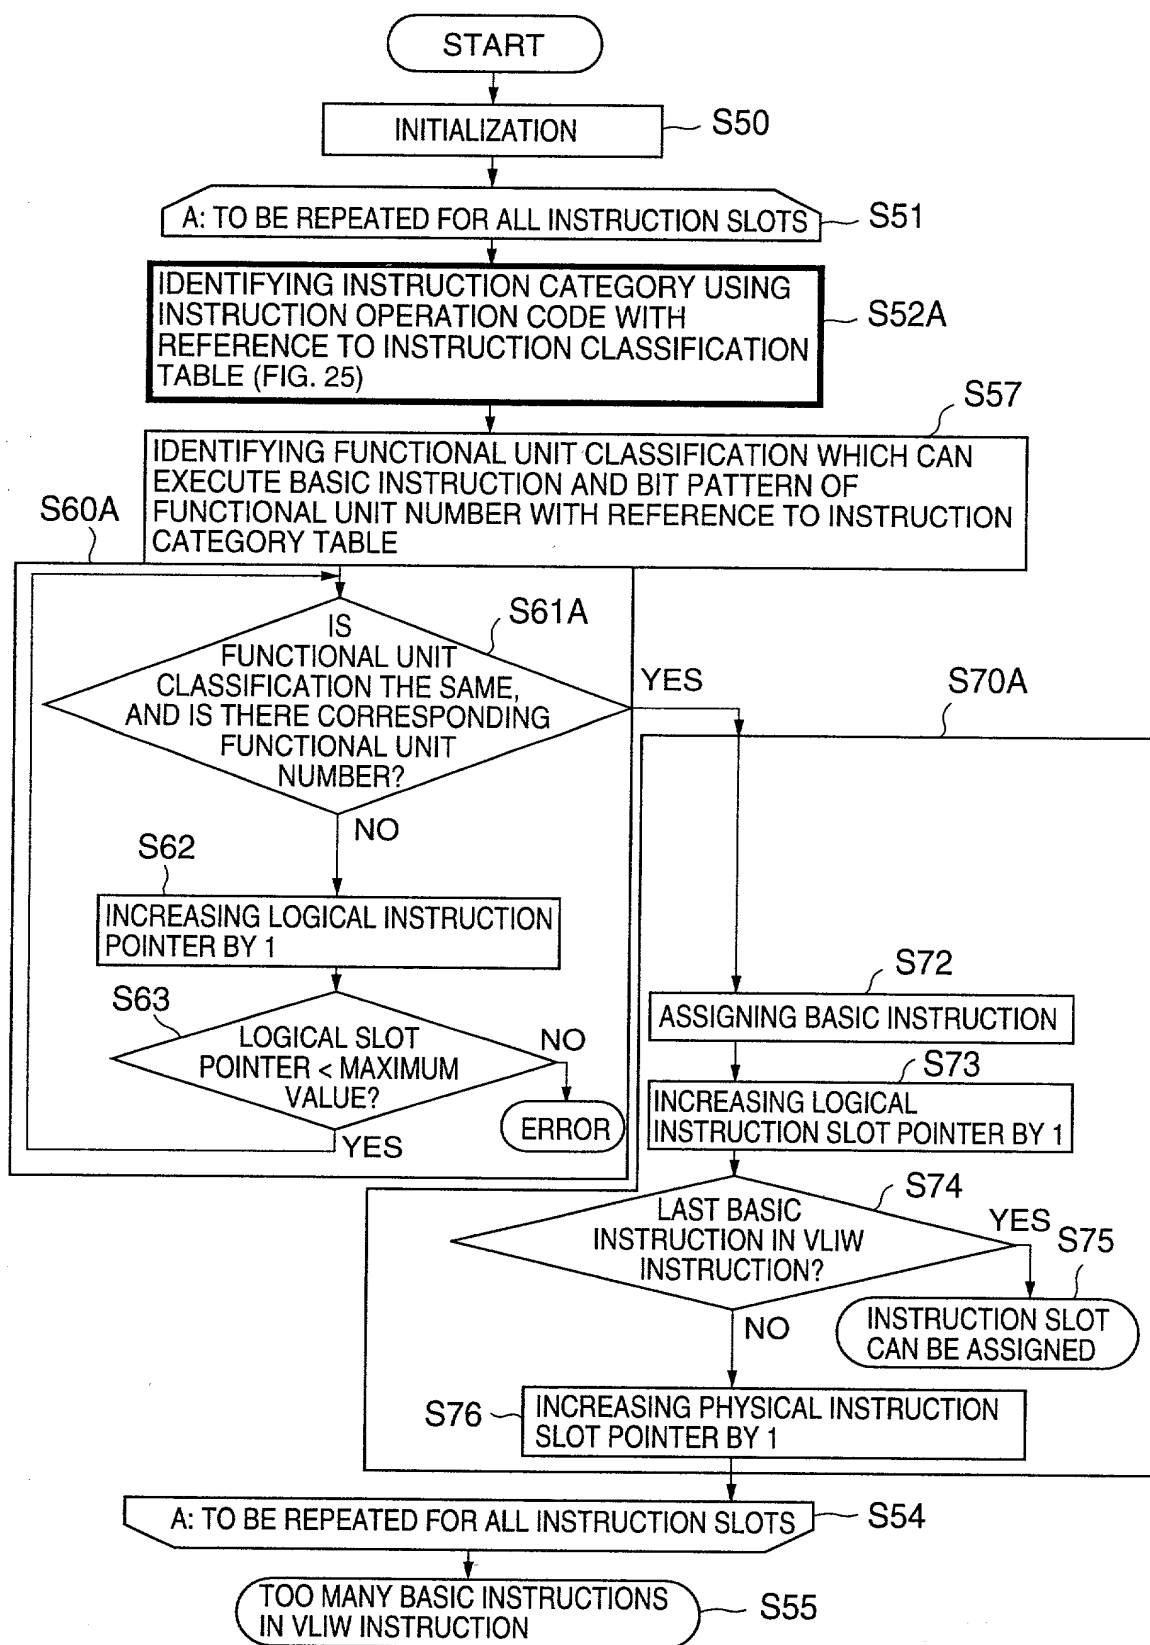 START
INITIALIZATION
S50
A: TO BE REPEATED FOR ALL INSTRUCTION SLOTS
S51
IDENTIFYING INSTRUCTION CATEGORY USING
INSTRUCTION OPERATION CODE WITH
REFERENCE TO INSTRUCTION CLASSIFICATION
TABLE (FIG. 25)
S52A
S57
IDENTIFYING FUNCTIONAL UNIT CLASSIFICATION WHICH CAN
EXECUTE BASIC INSTRUCTION AND BIT PATTERN OF
FUNCTIONAL UNIT NUMBER WITH REFERENCE TO INSTRUCTION
CATEGORY TABLE
S60A
S61A
IS
FUNCTIONAL UNIT
CLASSIFICATION THE SAME,
AND IS THERE CORRESPONDING
FUNCTIONAL UNIT
NUMBER?
YES
S70A
NO
S62
INCREASING LOGICAL INSTRUCTION
POINTER BY 1
S63
LOGICAL SLOT
POINTER < MAXIMUM
VALUE?
NO
ERROR
YES
S72
ASSIGNING BASIC INSTRUCTION
S73
INCREASING LOGICAL
INSTRUCTION SLOT POINTER BY 1
S74
LAST BASIC
INSTRUCTION IN VLIW
INSTRUCTION?
YES
S75
INSTRUCTION SLOT
CAN BE ASSIGNED
NO
S76
INCREASING PHYSICAL INSTRUCTION
SLOT POINTER BY 1
A: TO BE REPEATED FOR ALL INSTRUCTION SLOTS
S54
TOO MANY BASIC INSTRUCTIONS
IN VLIW INSTRUCTION
S55